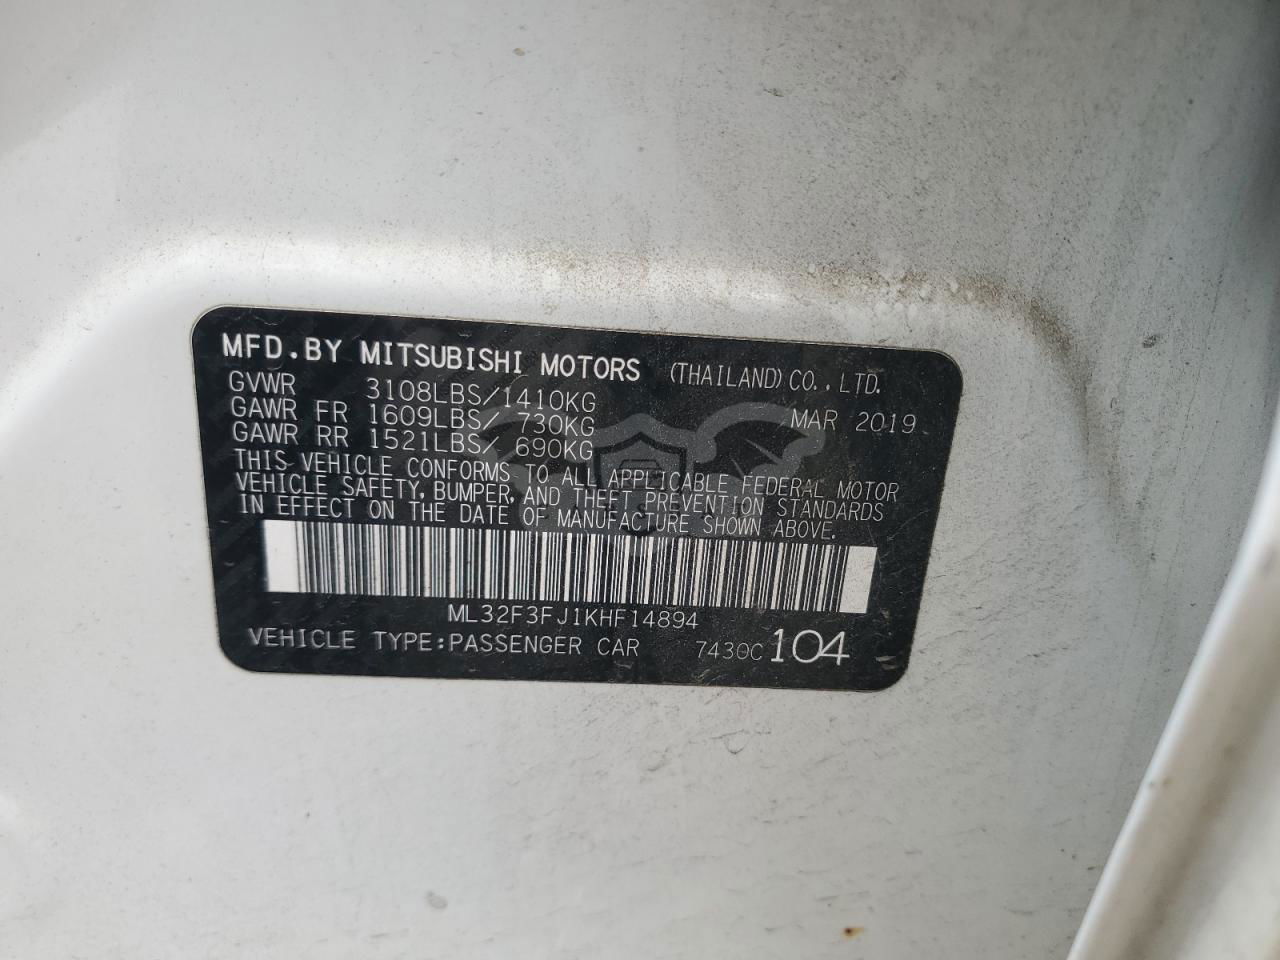 MFD.BY MITSUBISHI MOTORS (THAILAND)CO.,LTD.
GVWR 3108LBS/1410KG MAR 2019
GAWR FR 1609LBS/ 730KG
GAWR RR 1521LBS/ 690KG
THIS VEHICLE CONFORMS TO ALL APPLICABLE FEDERAL MOTOR
VEHICLE SAFETY, BUMPER, AND THEFT PREVENTION STANDARDS
IN EFFECT ON THE DATE OF MANUFACTURE SHOWN ABOVE.
ML32F3FJ1KHF14894
VEHICLE TYPE:PASSENGER CAR 7430C104